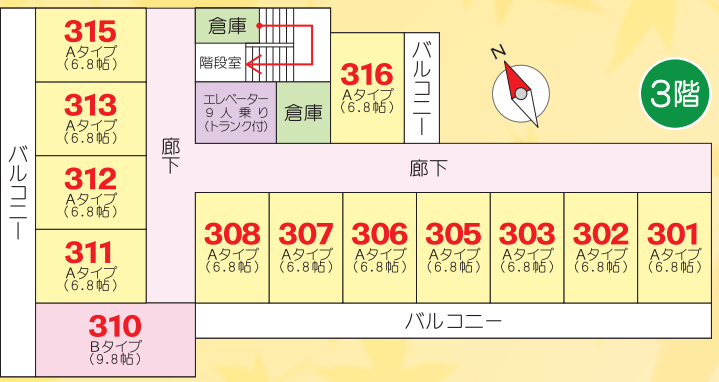 315
Aタイプ
（6.8帖）
313
Aタイプ
（6.8帖）
312
Aタイプ
（6.8帖）
311
Aタイプ
（6.8帖）
310
Bタイプ
（9.8帖）
バルコニー
廊下
倉庫
階段室
エレベーター
９人乗り
（トランク付）
倉庫
316
Aタイプ
（6.8帖）
バルコニー
N
3階
廊下
308
Aタイプ
（6.8帖）
307
Aタイプ
（6.8帖）
306
Aタイプ
（6.8帖）
305
Aタイプ
（6.8帖）
303
Aタイプ
（6.8帖）
302
Aタイプ
（6.8帖）
301
Aタイプ
（6.8帖）
バルコニー